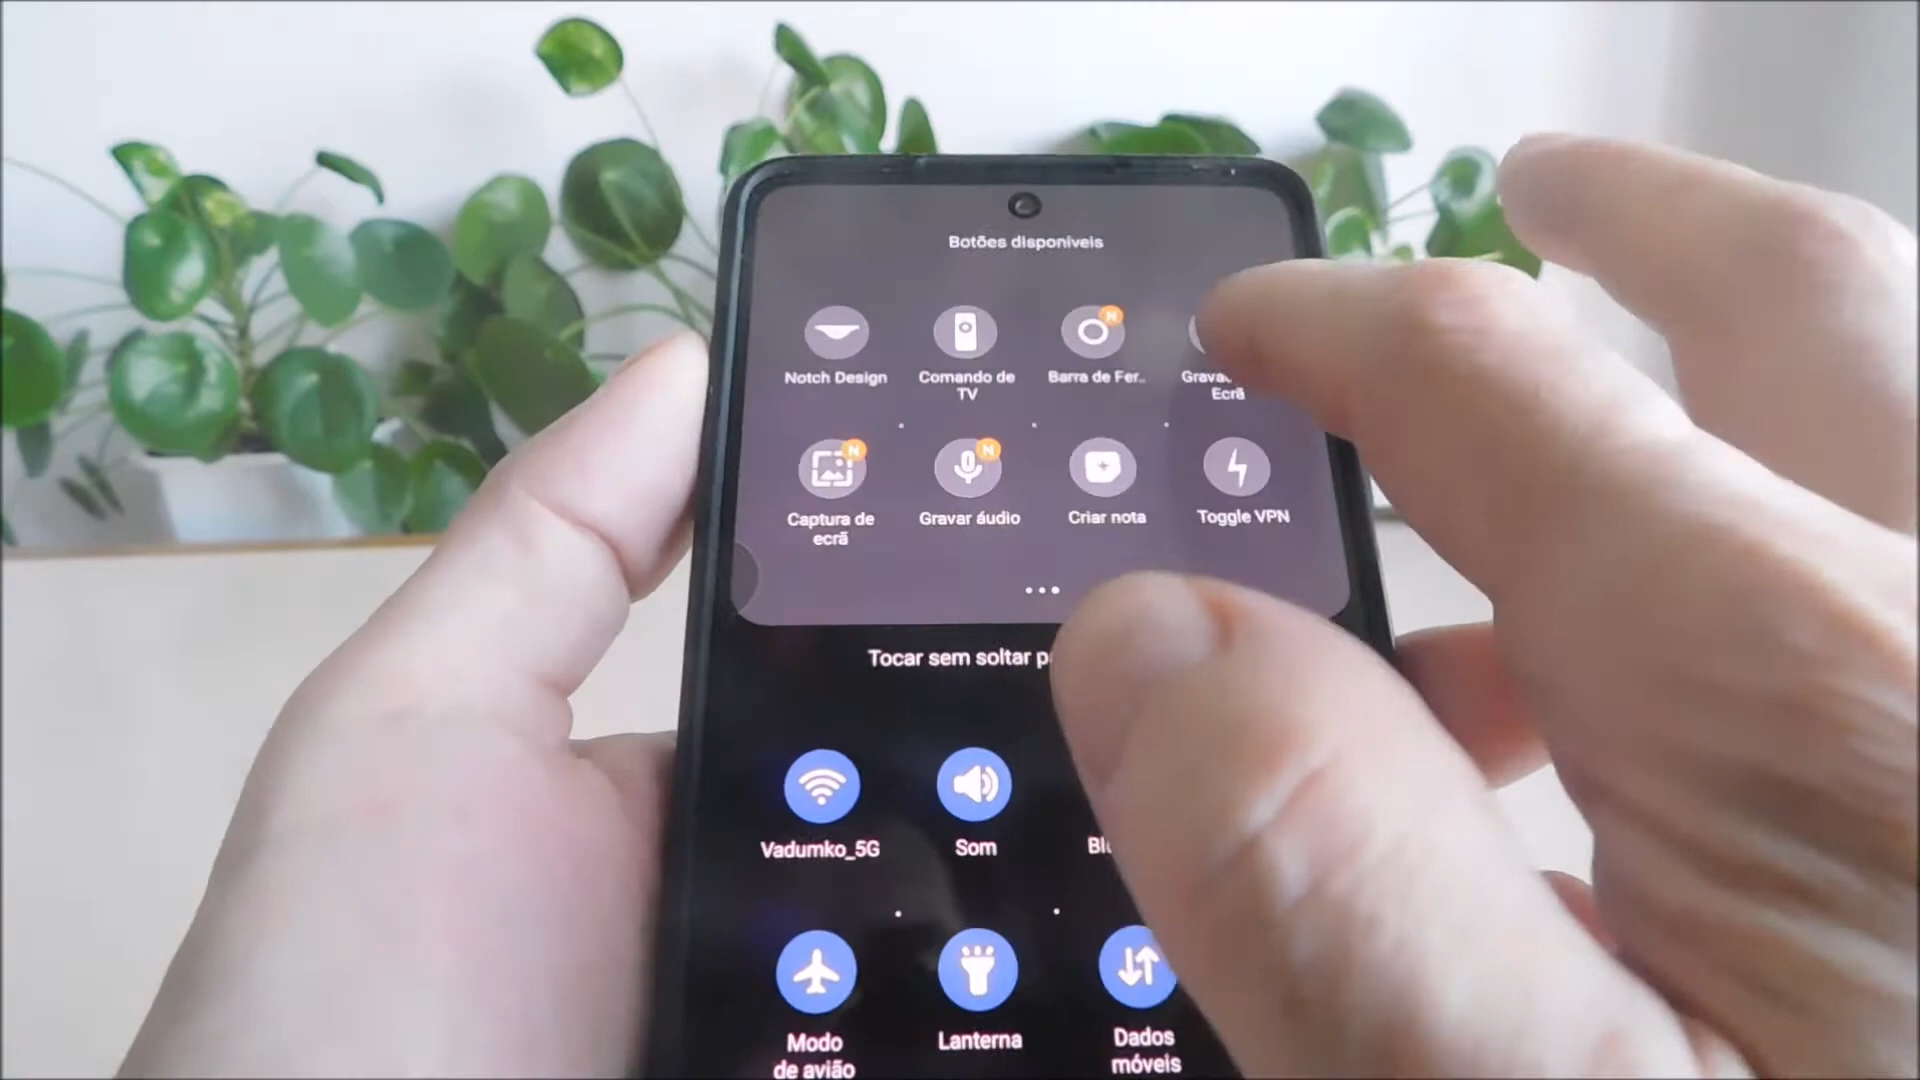 Botões disponíveis
Notch Design
Comando de
TV
Barra de Fer..
Ecrã
Captura de
ecrã
Gravar áudio
Criar nota
Toggle VPN
Tocar sem soltar
Vadumko_5G
Som
Modo
de avião
Lanterna
Dados
móveis